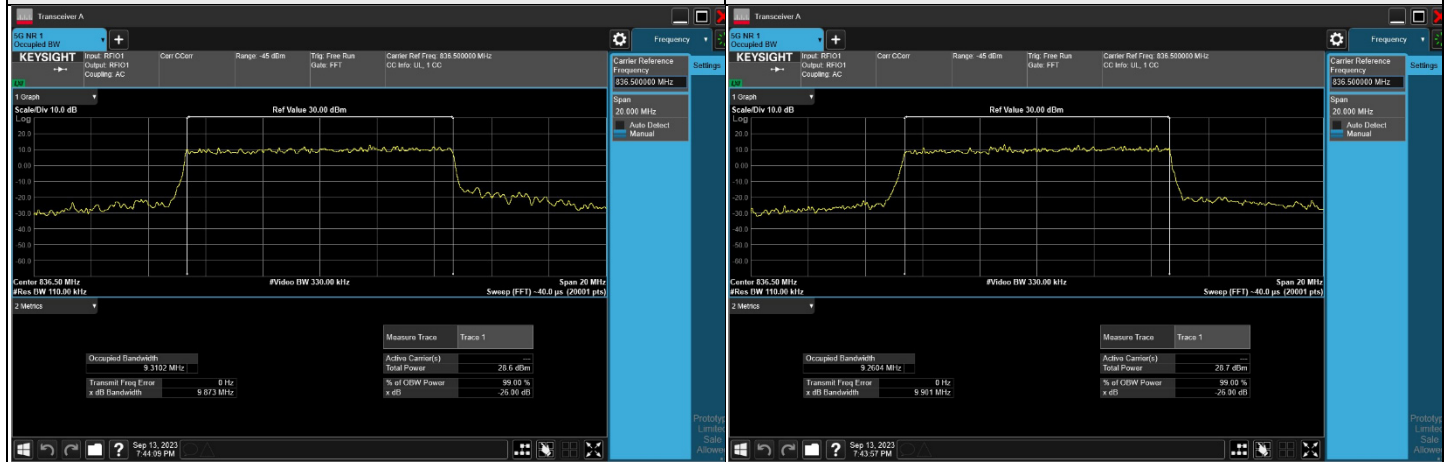 Transceiver A
5G NR 1
Occupied BW
+
Frequency
KEYSIGHT
Input: RFIO1
Output: RFIO1
Coupling: AC
Corr CCorr
Range: -45 dBm
Trig: Free Run
Gate: FFT
Carrier Ref Freq: 836.500000 MHz
CC Info: UL, 1 CC
Carrier Reference
Frequency
836.500000 MHz
Settings
Span
20.000 MHz
Auto Detect
Manual
1 Graph
Scale/Div 10.0 dB
Ref Value 30.00 dBm
Log
20.0
10.0
0.00
-10.0
-20.0
-30.0
-40.0
-50.0
-60.0
Center 836.50 MHz
#Video BW 330.00 kHz
Span 20 MHz
#Res BW 110.00 kHz
Sweep (FFT) ~40.0 µs (20001 pts)
2 Metrics
Measure Trace Trace 1
Occupied Bandwidth
9.3102 MHz
Active Carrier(s) ---
Total Power 28.6 dBm
Transmit Freq Error 0 Hz
x dB Bandwidth 9.873 MHz
% of OBW Power 99.00 %
x dB -26.00 dB
Sep 13, 2023
7:44:09 PM
Transceiver A
5G NR 1
Occupied BW
+
Frequency
KEYSIGHT
Input: RFIO1
Output: RFIO1
Coupling: AC
Corr CCorr
Range: -45 dBm
Trig: Free Run
Gate: FFT
Carrier Ref Freq: 836.500000 MHz
CC Info: UL, 1 CC
Carrier Reference
Frequency
836.500000 MHz
Settings
Span
20.000 MHz
Auto Detect
Manual
1 Graph
Scale/Div 10.0 dB
Ref Value 30.00 dBm
Log
20.0
10.0
0.00
-10.0
-20.0
-30.0
-40.0
-50.0
-60.0
Center 836.50 MHz
#Video BW 330.00 kHz
Span 20 MHz
#Res BW 110.00 kHz
Sweep (FFT) ~40.0 µs (20001 pts)
2 Metrics
Measure Trace Trace 1
Occupied Bandwidth
9.2604 MHz
Active Carrier(s) ---
Total Power 28.7 dBm
Transmit Freq Error 0 Hz
x dB Bandwidth 9.901 MHz
% of OBW Power 99.00 %
x dB -26.00 dB
Sep 13, 2023
7:43:57 PM